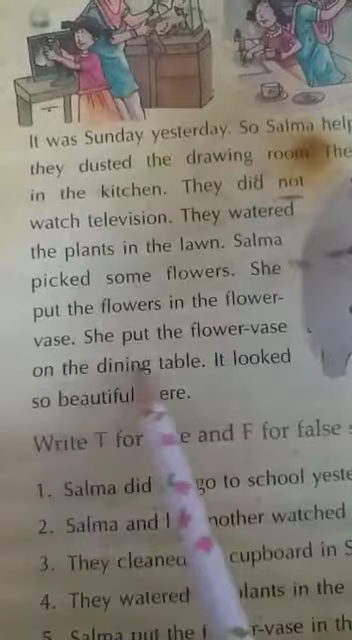 It was Sunday yesterday. So Salma help
they dusted the drawing room The
in the kitchen. They did not
watch television. They watered
the plants in the lawn. Salma
picked some flowers. She
put the flowers in the flower-
vase. She put the flower-vase
on the dining table. It looked
so beautiful ere.
Write T for e and F for false
1. Salma did go to school yeste
2. Salma and nother watched
3. They cleaned cupboard in S
4. They watered lants in the
5. Salma put the f r-vase in th